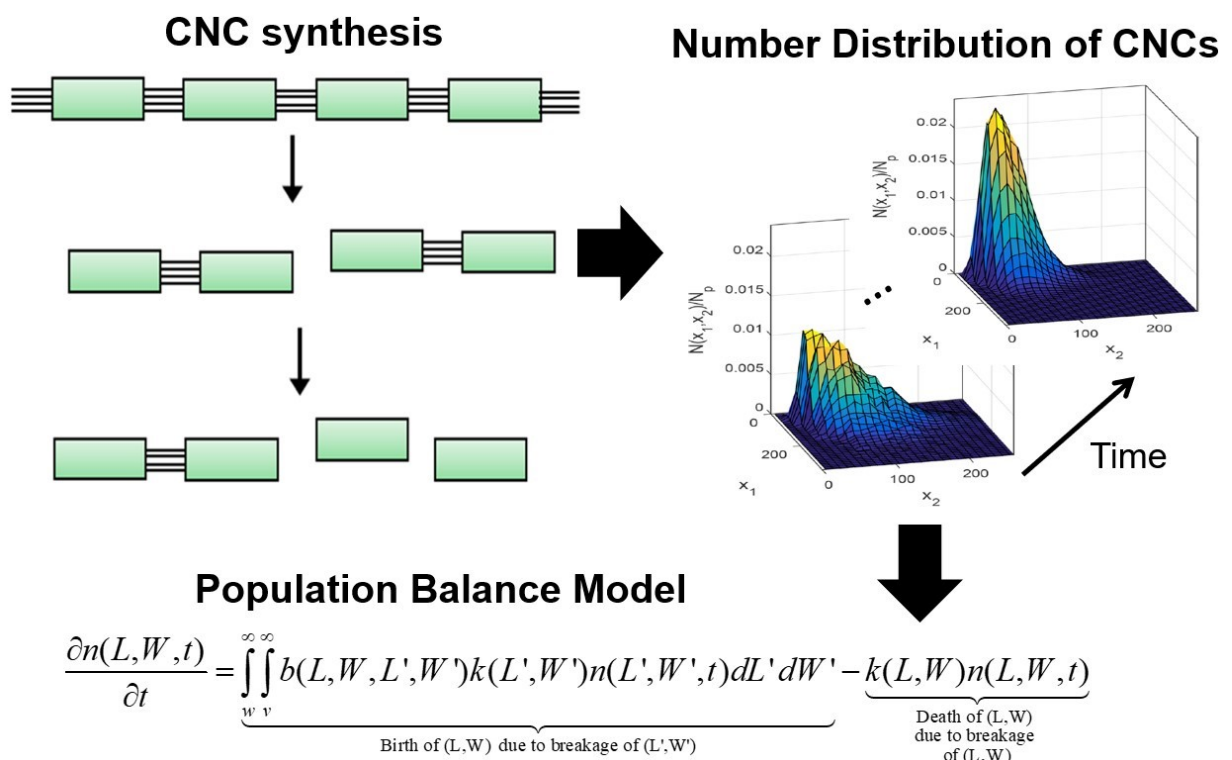 CNC synthesis
Number Distribution of CNCs
N(x₁,x₂)/Nₚ
0.02
0.015
0.01
0.005
0
0
200
x₁
0
100
200
x₂
N(x₁,x₂)/Nₚ
0.02
0.015
0.01
0.005
0
0
200
x₁
0
100
200
x₂
Time
Population Balance Model
∂n(L,W,t)/∂t = ∫_w^∞ ∫_v^∞ b(L,W,L',W')k(L',W')n(L',W',t)dL'dW' − k(L,W)n(L,W,t)
Birth of (L,W) due to breakage of (L',W')
Death of (L,W)
due to breakage
of (L,W)